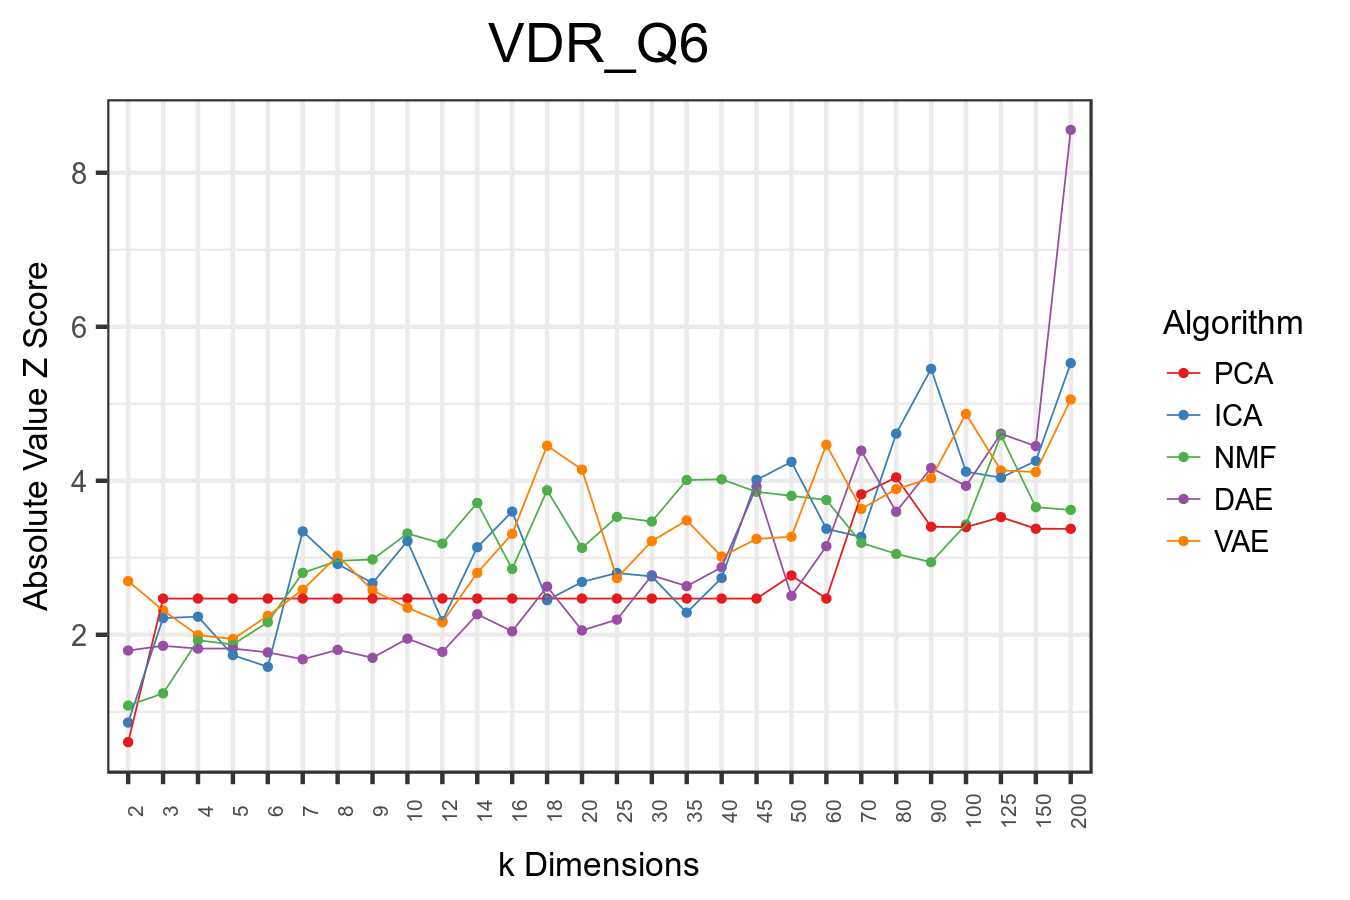 VDR_Q6
Absolute Value Z Score
8
6
4
2
2 3 4 5 6 7 8 9 10 12 14 16 18 20 25 30 35 40 45 50 60 70 80 90 100 125 150 200
k Dimensions
Algorithm
PCA
ICA
NMF
DAE
VAE